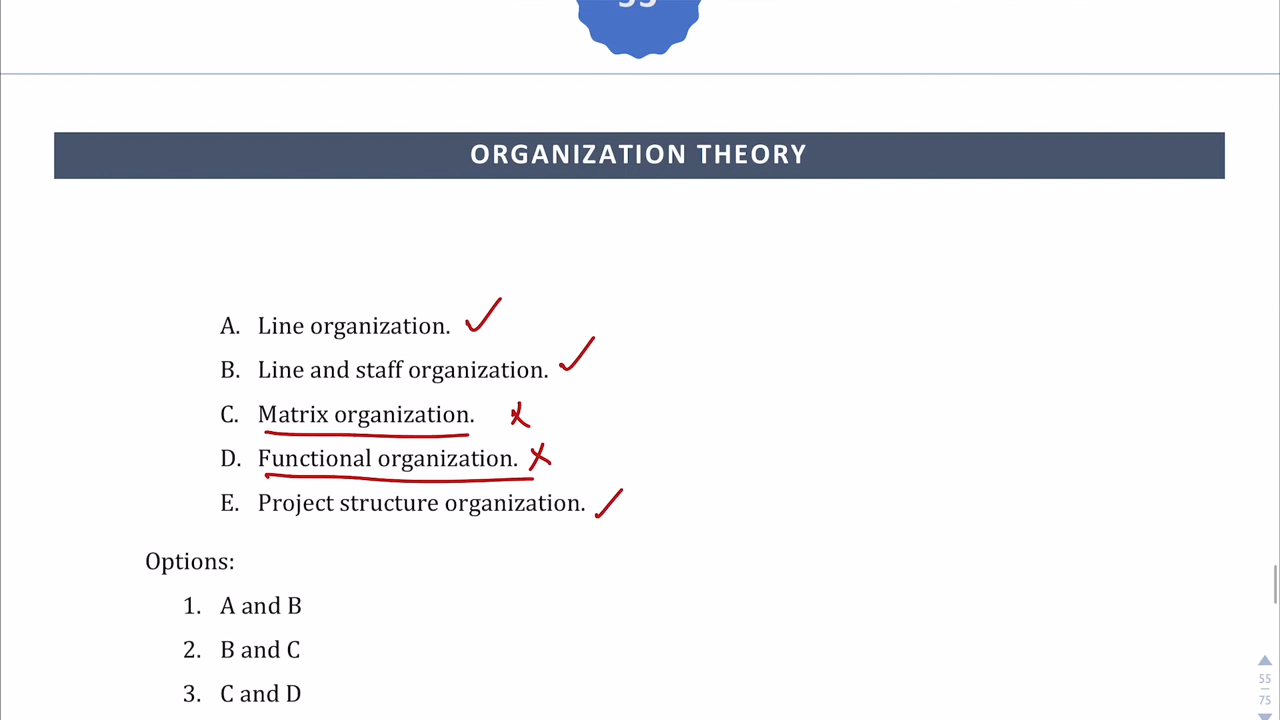 ORGANIZATION THEORY
A. Line organization.
B. Line and staff organization.
C. Matrix organization.
D. Functional organization.
E. Project structure organization.
Options:
1. A and B
2. B and C
3. C and D
55
75